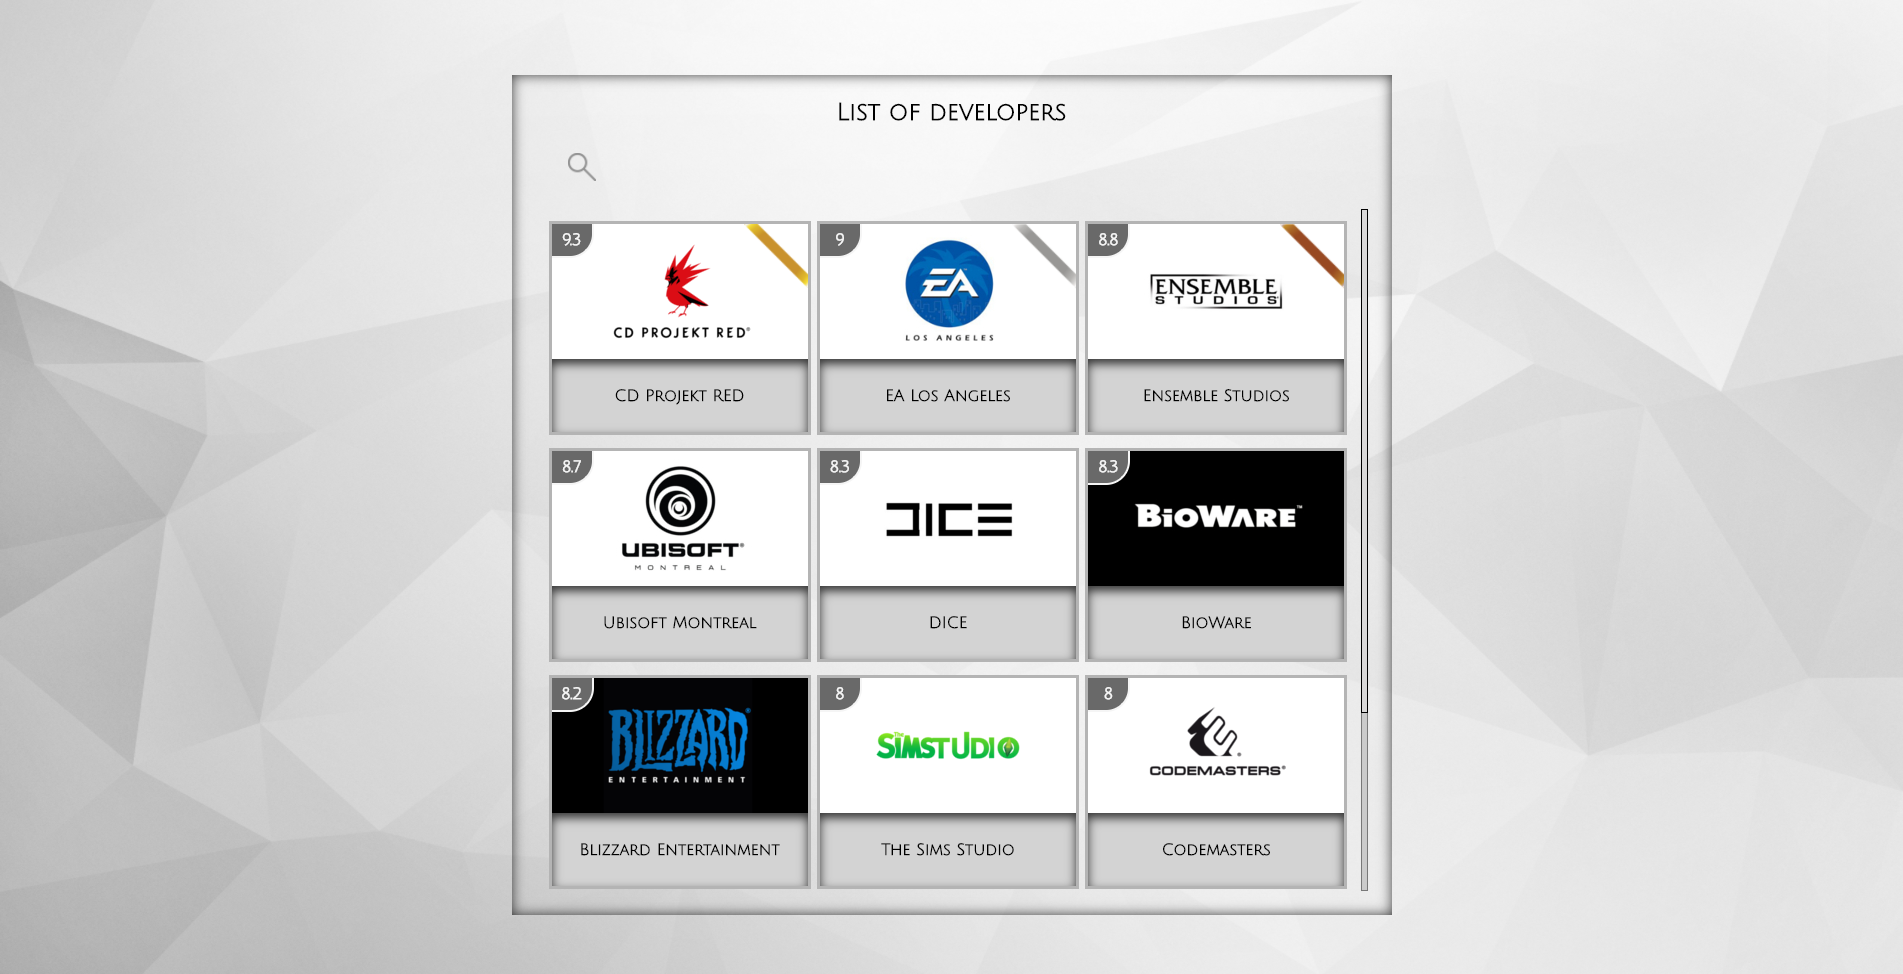 List of developers
9.3
CD PROJEKT RED®
CD Projekt RED
9
EA™
LOS ANGELES
EA Los Angeles
8.8
ENSEMBLE
STUDIOS
Ensemble Studios
8.7
UBISOFT®
MONTREAL
Ubisoft Montreal
8.3
DICE
DICE
8.3
BIOWARE™
BioWare
8.2
BLIZZARD®
ENTERTAINMENT
Blizzard Entertainment
8
The
SIMSTUDIO
The Sims Studio
8
CODEMASTERS®
Codemasters